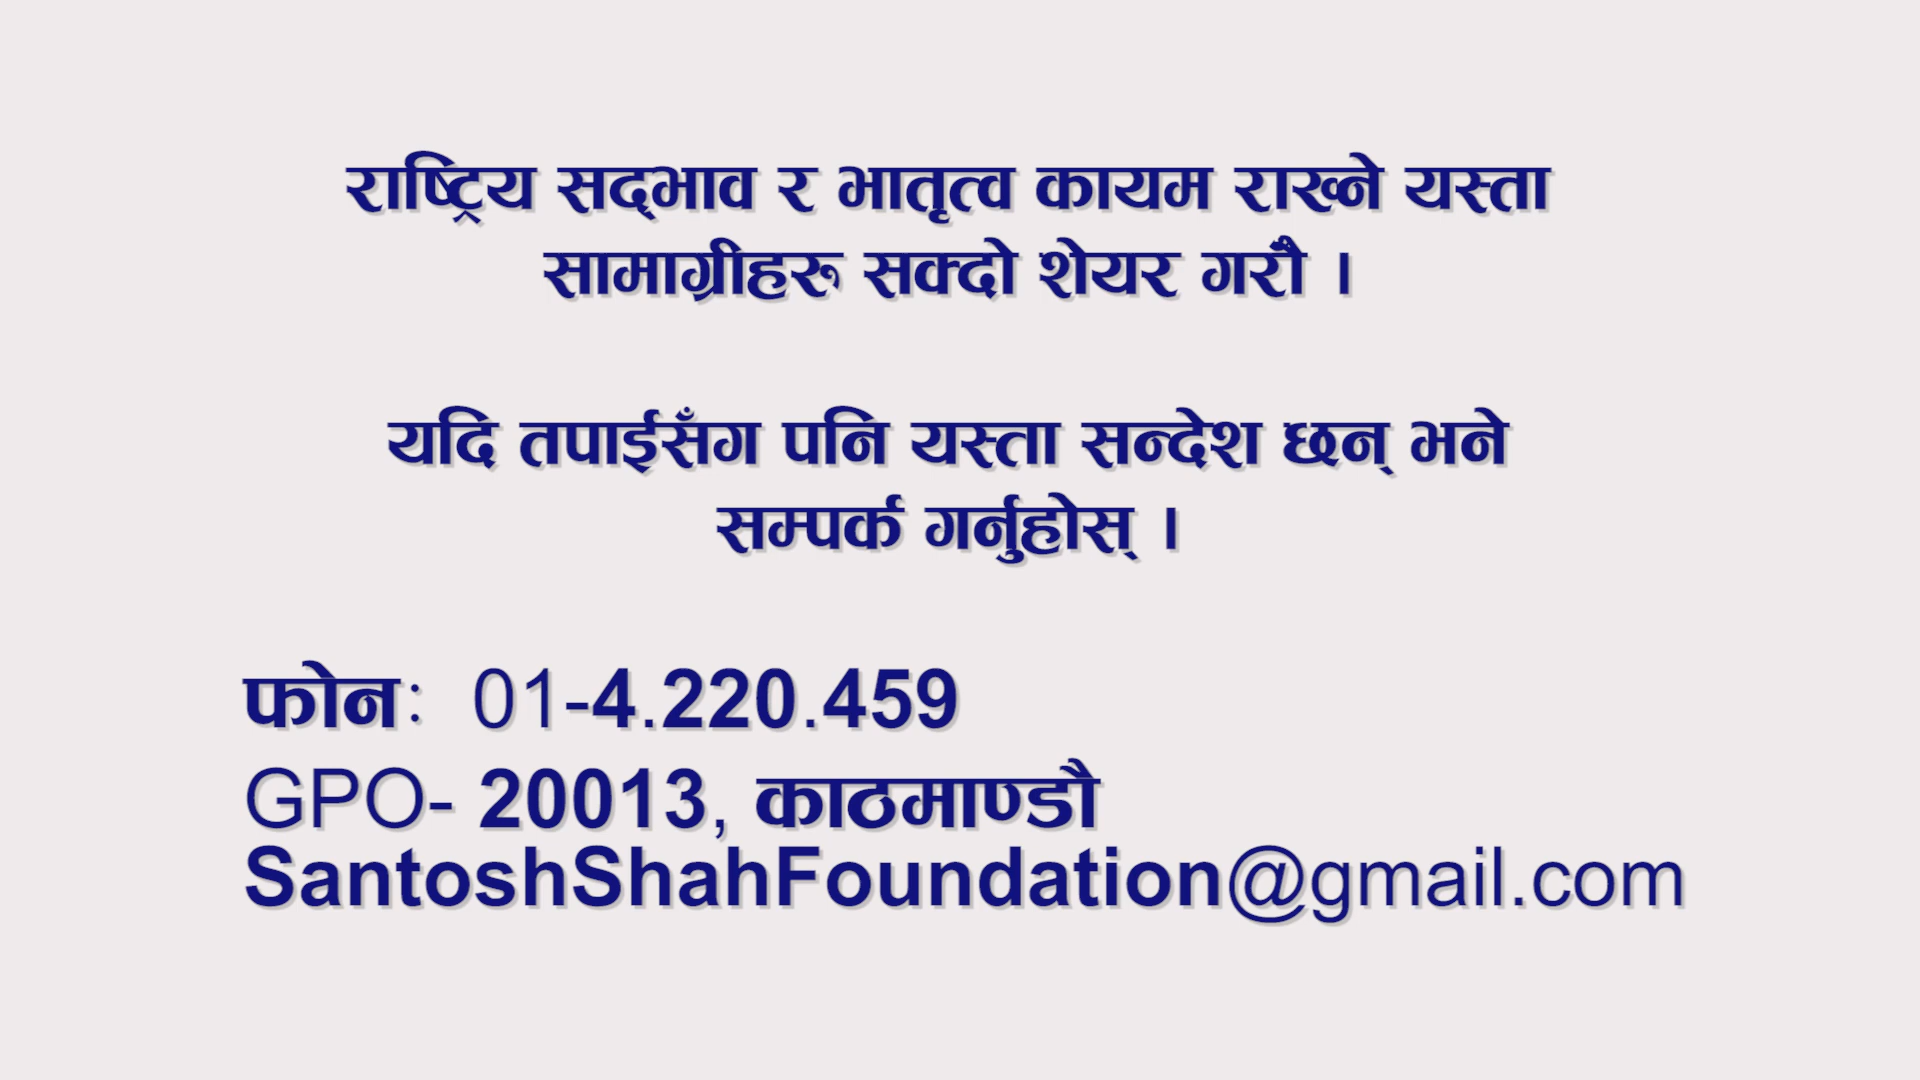 राष्ट्रिय सद्‌भाव र भातृत्व कायम राख्ने यस्ता
सामाग्रीहरु सक्दो शेयर गरौं ।
यदि तपाईसँग पनि यस्ता सन्देश छन् भने
सम्पर्क गर्नुहोस् ।
फोनः 01-4.220.459
GPO- 20013, काठमाण्डौ
SantoshShahFoundation@gmail.com